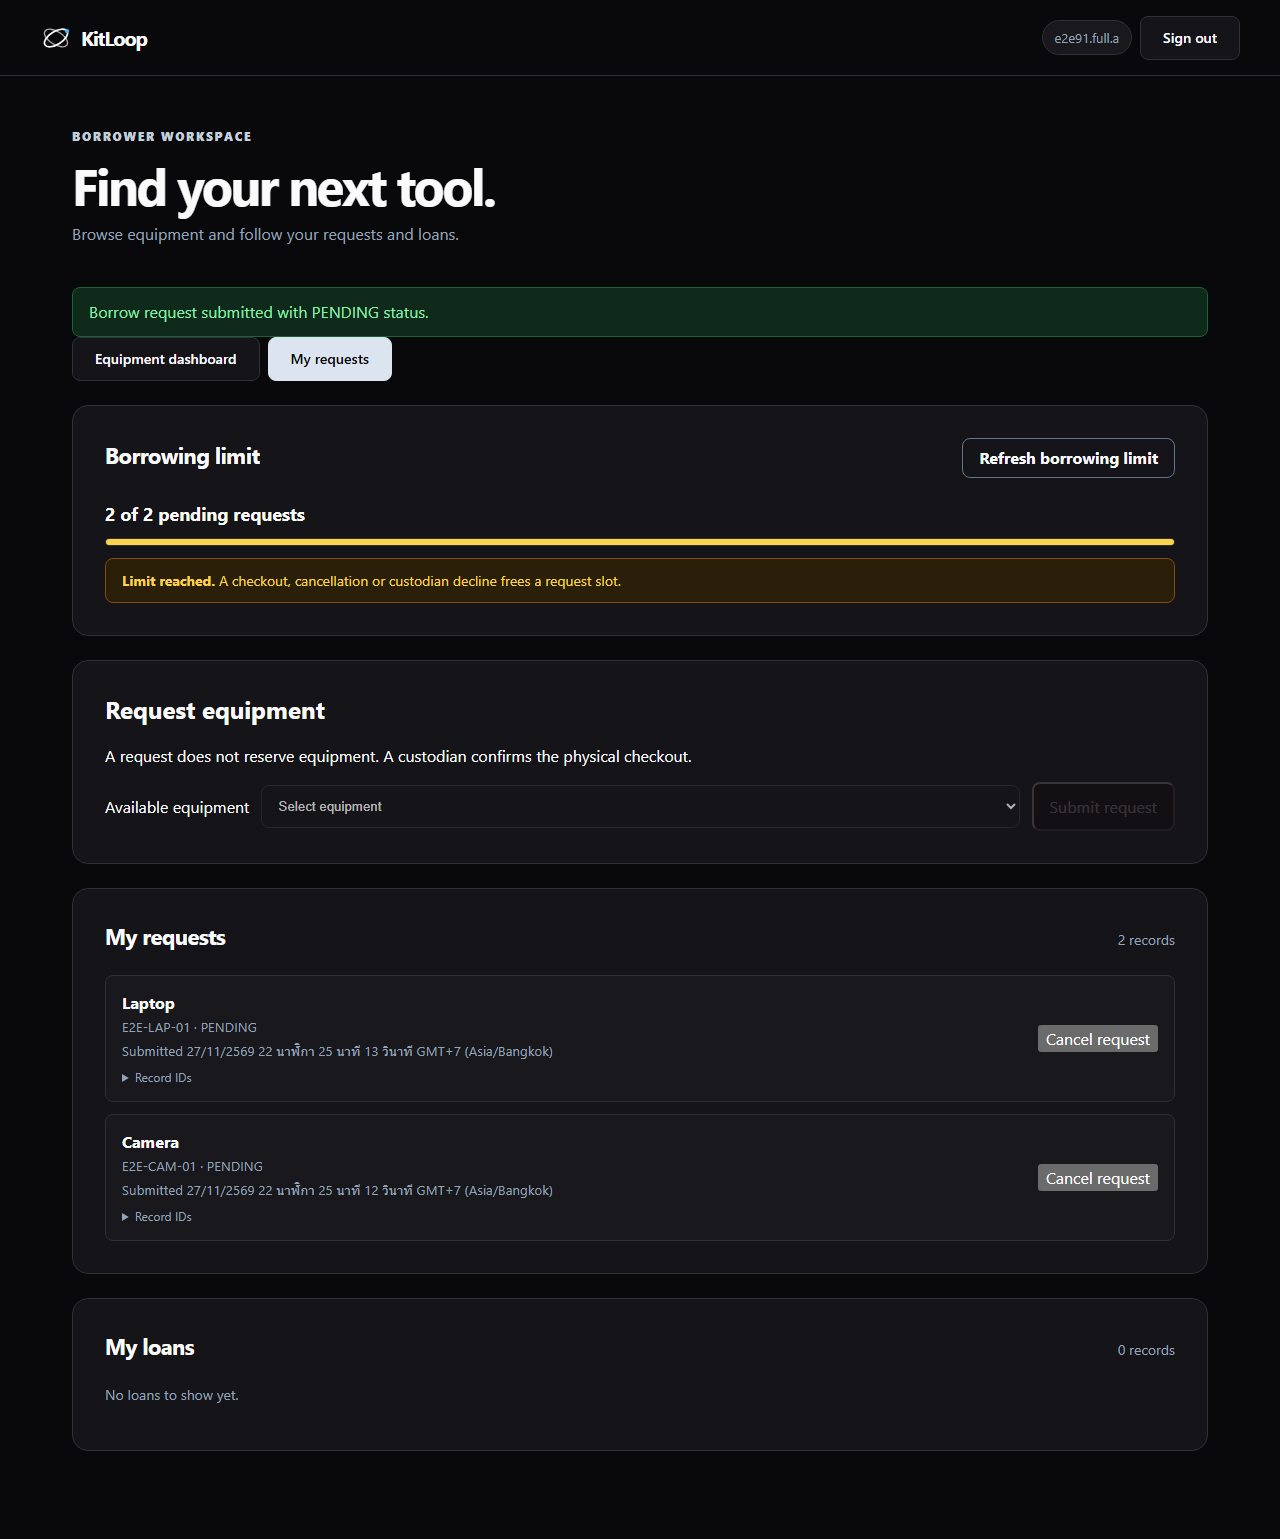 KitLoop
e2e91.full.a
Sign out
BORROWER WORKSPACE
Find your next tool.
Browse equipment and follow your requests and loans.
Borrow request submitted with PENDING status.
Equipment dashboard
My requests
Borrowing limit
Refresh borrowing limit
2 of 2 pending requests
Limit reached. A checkout, cancellation or custodian decline frees a request slot.
Request equipment
A request does not reserve equipment. A custodian confirms the physical checkout.
Available equipment
Select equipment
Submit request
My requests
2 records
Laptop
E2E-LAP-01 · PENDING
Submitted 27/11/2569 22 นาฬิกา 25 นาที 13 วินาที GMT+7 (Asia/Bangkok)
Record IDs
Cancel request
Camera
E2E-CAM-01 · PENDING
Submitted 27/11/2569 22 นาฬิกา 25 นาที 12 วินาที GMT+7 (Asia/Bangkok)
Record IDs
Cancel request
My loans
0 records
No loans to show yet.